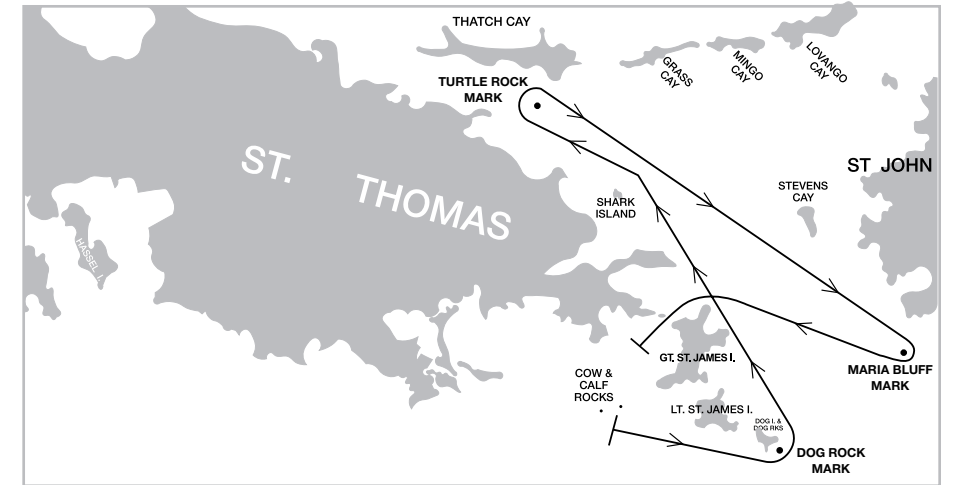 THATCH CAY
TURTLE ROCK
MARK
GRASS
CAY
MINGO
CAY
LOVANGO
CAY
ST. THOMAS
ST JOHN
STEVENS
CAY
SHARK
ISLAND
HASSEL I.
GT. ST. JAMES I.
MARIA BLUFF
MARK
COW &
CALF
ROCKS
LT. ST. JAMES I.
DOG I. &
DOG RKS
DOG ROCK
MARK